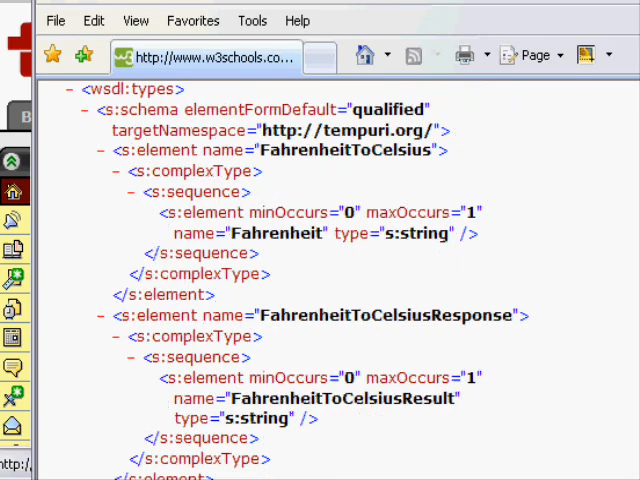 File Edit View Favorites Tools Help
http://www.w3schools.co...
Page
B
- <wsdl:types>
- <s:schema elementFormDefault="qualified"
targetNamespace="http://tempuri.org/">
- <s:element name="FahrenheitToCelsius">
- <s:complexType>
- <s:sequence>
<s:element minOccurs="0" maxOccurs="1"
name="Fahrenheit" type="s:string" />
</s:sequence>
</s:complexType>
</s:element>
- <s:element name="FahrenheitToCelsiusResponse">
- <s:complexType>
- <s:sequence>
<s:element minOccurs="0" maxOccurs="1"
name="FahrenheitToCelsiusResult"
type="s:string" />
</s:sequence>
</s:complexType>
</s:element>
http:/